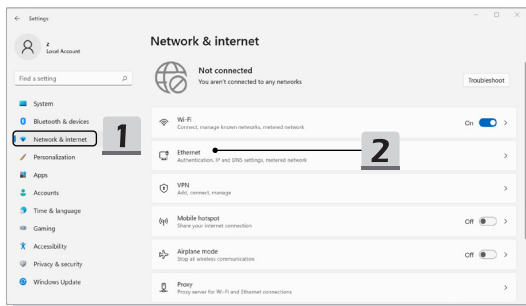 Settings
z
Local Account
Find a setting
System
Bluetooth & devices
Network & internet
Personalization
Apps
Accounts
Time & language
Gaming
Accessibility
Privacy & security
Windows Update
1
Network & internet
Not connected
You aren't connected to any networks
Troubleshoot
Wi-Fi
Connect, manage known networks, metered network
On
Ethernet
Authentication, IP and DNS settings, metered network
2
VPN
Add, connect, manage
Mobile hotspot
Share your internet connection
Off
Airplane mode
Stop all wireless communication
Off
Proxy
Proxy server for Wi-Fi and Ethernet connections